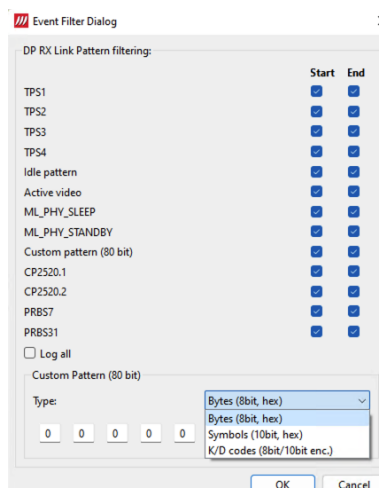 Event Filter Dialog
DP RX Link Pattern filtering:
Start End
TPS1
TPS2
TPS3
TPS4
Idle pattern
Active video
ML_PHY_SLEEP
ML_PHY_STANDBY
Custom pattern (80 bit)
CP2520.1
CP2520.2
PRBS7
PRBS31
Log all
Custom Pattern (80 bit)
Type: Bytes (8bit, hex)
Bytes (8bit, hex)
Symbols (10bit, hex)
K/D codes (8bit/10bit enc.)
0 0 0 0 0
OK Cancel